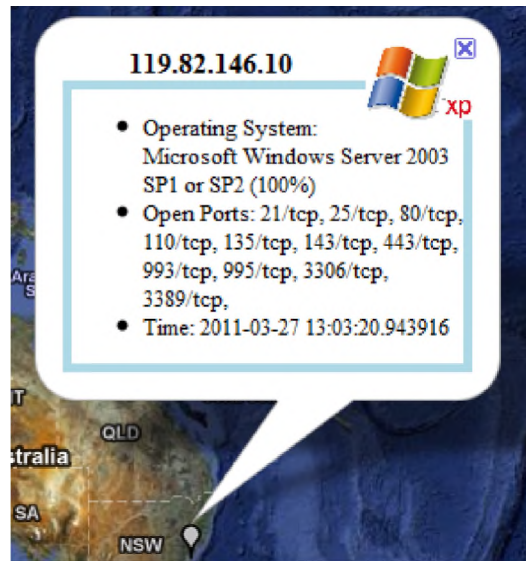 119.82.146.10
xp
• Operating System:
Microsoft Windows Server 2003
SP1 or SP2 (100%)
• Open Ports: 21/tcp, 25/tcp, 80/tcp,
110/tcp, 135/tcp, 143/tcp, 443/tcp,
993/tcp, 995/tcp, 3306/tcp,
3389/tcp,
• Time: 2011-03-27 13:03:20.943916
QLD
stralia
SA
NSW